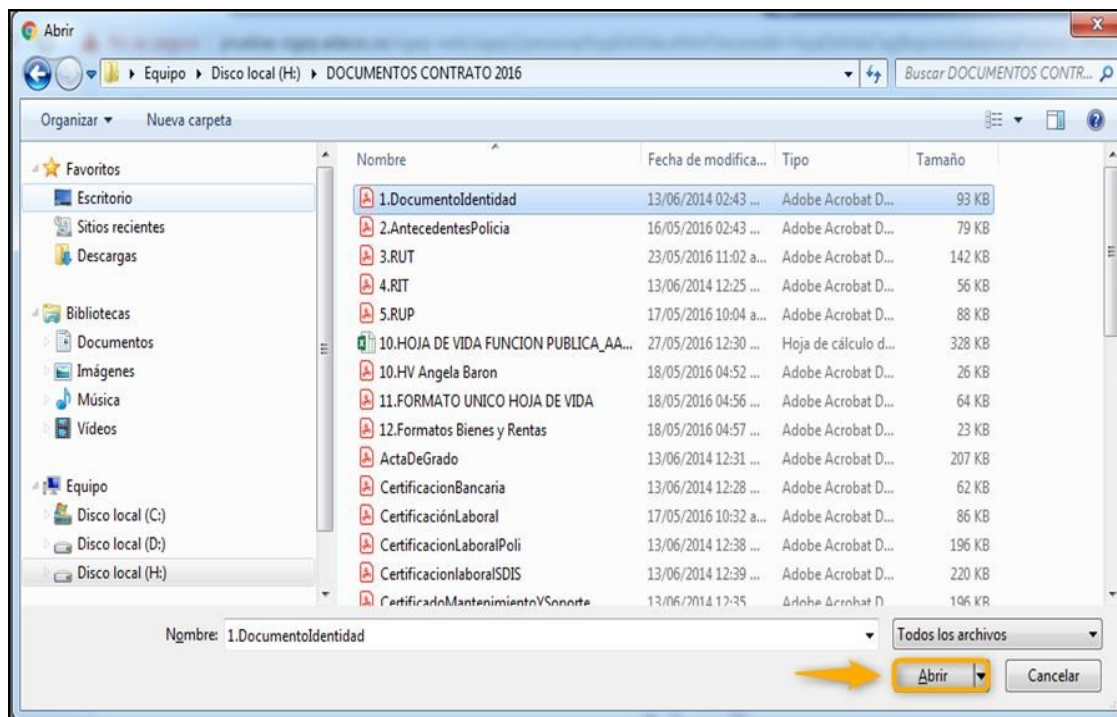 Abrir
Equipo Disco local (H:) DOCUMENTOS CONTRATO 2016 Buscar DOCUMENTOS CONTR...
Organizar Nueva carpeta
Favoritos
Escritorio
Sitios recientes
Descargas
Bibliotecas
Documentos
Imágenes
Música
Vídeos
Equipo
Disco local (C:)
Disco local (D:)
Disco local (H:)
Nombre Fecha de modifica... Tipo Tamaño
1.DocumentoIdentidad 13/06/2014 02:43 ... Adobe Acrobat D... 93 KB
2.AntecedentesPolicia 16/05/2016 02:43 ... Adobe Acrobat D... 79 KB
3.RUT 23/05/2016 11:02 a... Adobe Acrobat D... 142 KB
4.RIT 13/06/2014 12:25 ... Adobe Acrobat D... 56 KB
5.RUP 17/05/2016 10:04 a... Adobe Acrobat D... 88 KB
10.HOJA DE VIDA FUNCION PUBLICA_AA... 27/05/2016 12:30 ... Hoja de cálculo d... 328 KB
10.HV Angela Baron 18/05/2016 04:52 ... Adobe Acrobat D... 26 KB
11.FORMATO UNICO HOJA DE VIDA 18/05/2016 04:56 ... Adobe Acrobat D... 64 KB
12.Formatos Bienes y Rentas 18/05/2016 04:57 ... Adobe Acrobat D... 23 KB
ActaDeGrado 13/06/2014 12:31 ... Adobe Acrobat D... 207 KB
CertificacionBancaria 13/06/2014 12:28 ... Adobe Acrobat D... 62 KB
CertificaciónLaboral 17/05/2016 10:32 a... Adobe Acrobat D... 86 KB
CertificacionLaboralPoli 13/06/2014 12:38 ... Adobe Acrobat D... 196 KB
CertificacionlaboralSDIS 13/06/2014 12:39 ... Adobe Acrobat D... 220 KB
CertificadoMantenimientoYSoporte 13/06/2014 12:35 Adobe Acrobat D 196 KB
Nombre: 1.DocumentoIdentidad Todos los archivos
Abrir Cancelar